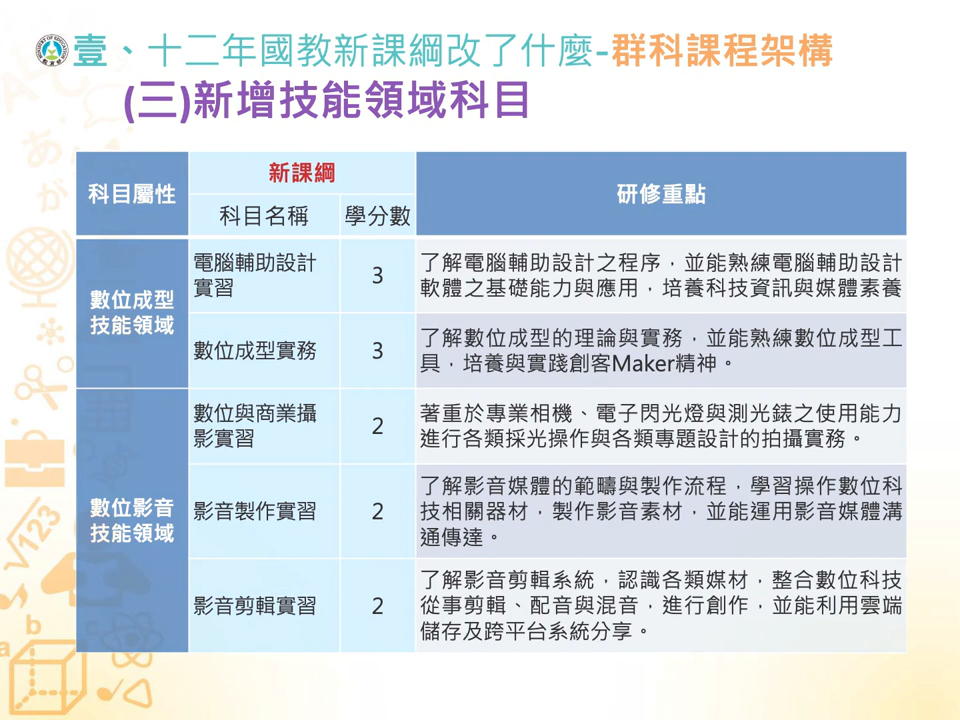 壹、十二年國教新課綱改了什麼-群科課程架構
(三)新增技能領域科目
科目屬性
新課綱
研修重點
科目名稱
學分數
數位成型
技能領域
電腦輔助設計
實習
3
了解電腦輔助設計之程序，並能熟練電腦輔助設計
軟體之基礎能力與應用，培養科技資訊與媒體素養
數位成型實務
3
了解數位成型的理論與實務，並能熟練數位成型工
具，培養與實踐創客Maker精神。
數位影音
技能領域
數位與商業攝
影實習
2
著重於專業相機、電子閃光燈與測光錶之使用能力
進行各類採光操作與各類專題設計的拍攝實務。
影音製作實習
2
了解影音媒體的範疇與製作流程，學習操作數位科
技相關器材，製作影音素材，並能運用影音媒體溝
通傳達。
影音剪輯實習
2
了解影音剪輯系統，認識各類媒材，整合數位科技
從事剪輯、配音與混音，進行創作，並能利用雲端
儲存及跨平台系統分享。